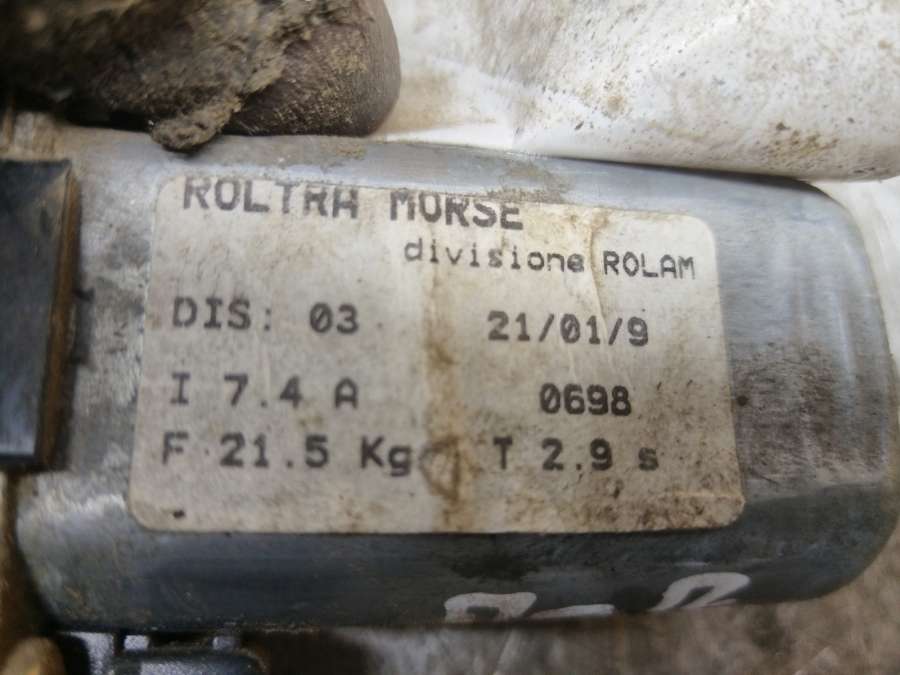 ROLTRA MORSE
divisione ROLAM
DIS: 03 21/01/9
I 7.4 A 0698
F 21.5 Kg T 2.9 s